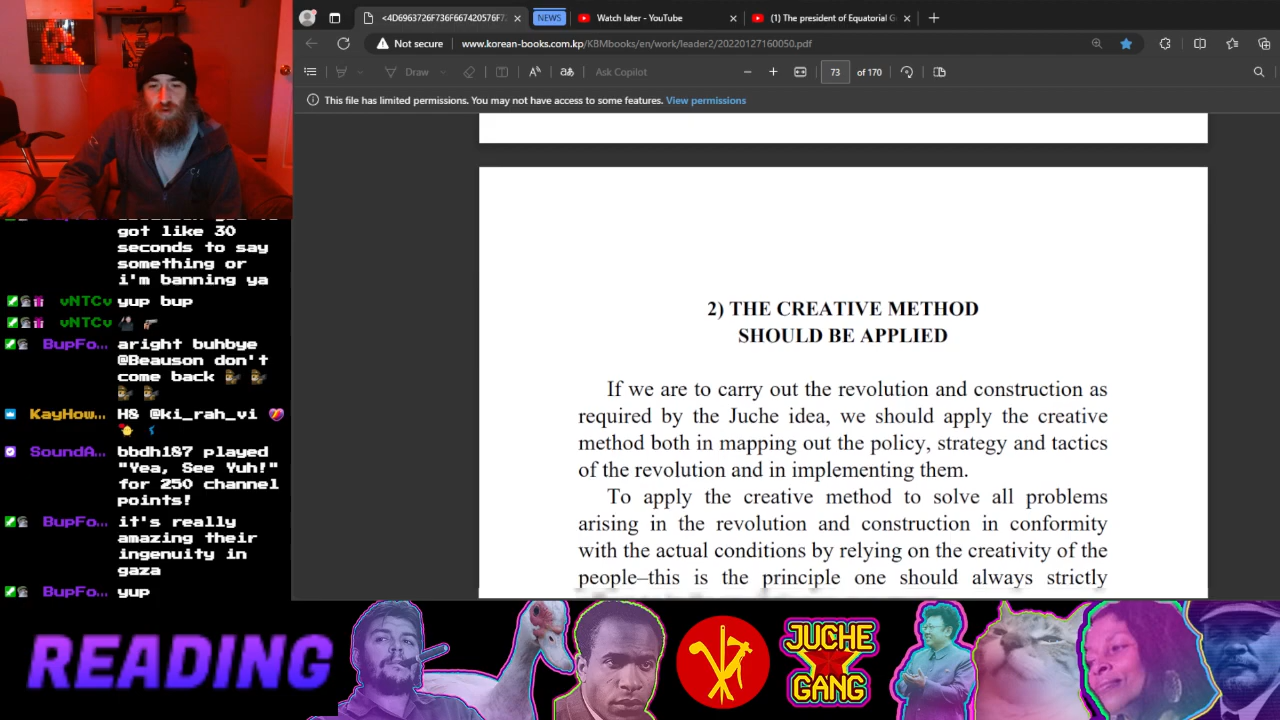 <4D6963726F736F667420576F7
NEWS
Watch later - YouTube
(1) The president of Equatorial G
Not secure
www.korean-books.com.kp/KBMbooks/en/work/leader2/20220127160050.pdf
Draw
Ask Copilot
73
of 170
This file has limited permissions. You may not have access to some features. View permissions
got like 30
seconds to say
something or
i'm banning ya
vNTCv yup bup
vNTCv
BupFo... aright buhbye
@Beauson don't
come back
KayHow... H& @ki_rah_vi
SoundA... bbdh187 played
"Yea, See Yuh!"
for 250 channel
points!
BupFo... it's really
amazing their
ingenuity in
gaza
BupFo... yup
2) THE CREATIVE METHOD
SHOULD BE APPLIED
If we are to carry out the revolution and construction as
required by the Juche idea, we should apply the creative
method both in mapping out the policy, strategy and tactics
of the revolution and in implementing them.
To apply the creative method to solve all problems
arising in the revolution and construction in conformity
with the actual conditions by relying on the creativity of the
people–this is the principle one should always strictly
READING
JUCHE
GANG